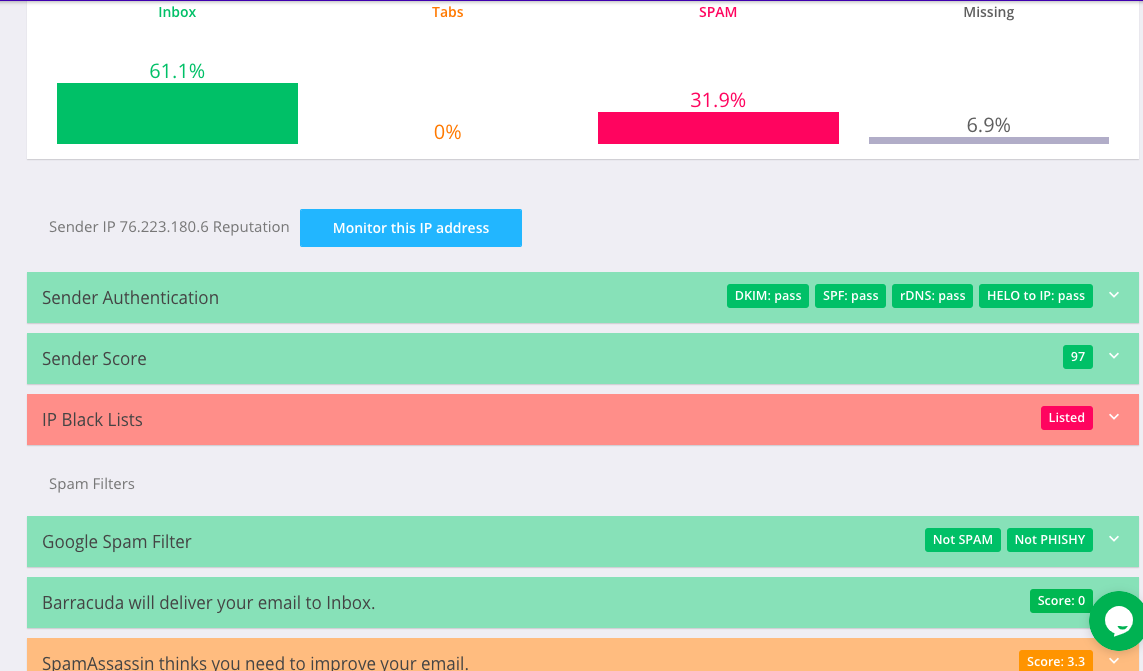 Inbox Tabs SPAM Missing
61.1% 0% 31.9% 6.9%
Sender IP 76.223.180.6 Reputation Monitor this IP address
Sender Authentication DKIM: pass SPF: pass rDNS: pass HELO to IP: pass
Sender Score 97
IP Black Lists Listed
Spam Filters
Google Spam Filter Not SPAM Not PHISHY
Barracuda will deliver your email to Inbox. Score: 0
SpamAssassin thinks you need to improve your email. Score: 3.3